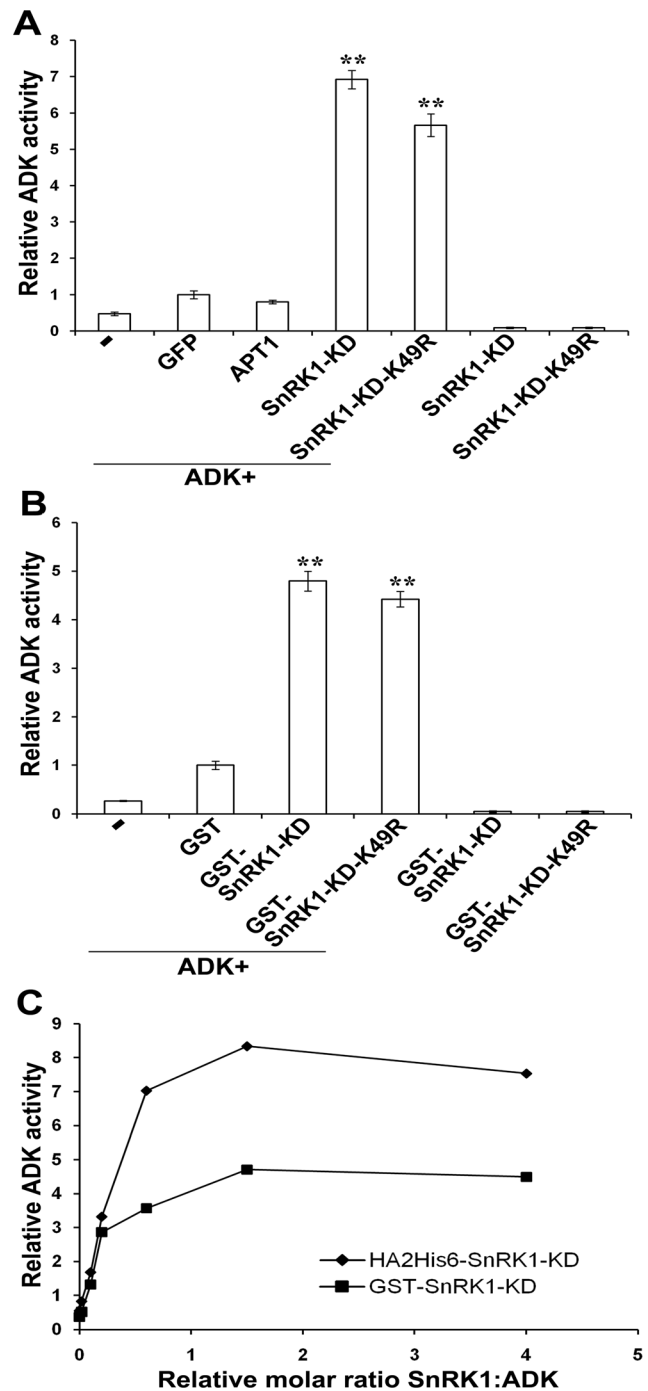 A
Relative ADK activity
8
7
6
5
4
3
2
1
0
**
**
-
GFP
APT1
SnRK1-KD
SnRK1-KD-K49R
SnRK1-KD
SnRK1-KD-K49R
ADK+
B
Relative ADK activity
6
5
4
3
2
1
0
**
**
-
GST
GST-
SnRK1-KD
GST-
SnRK1-KD-K49R
GST-
SnRK1-KD
GST-
SnRK1-KD-K49R
ADK+
C
Relative ADK activity
9
8
7
6
5
4
3
2
1
0
HA2His6-SnRK1-KD
GST-SnRK1-KD
0 1 2 3 4 5
Relative molar ratio SnRK1:ADK